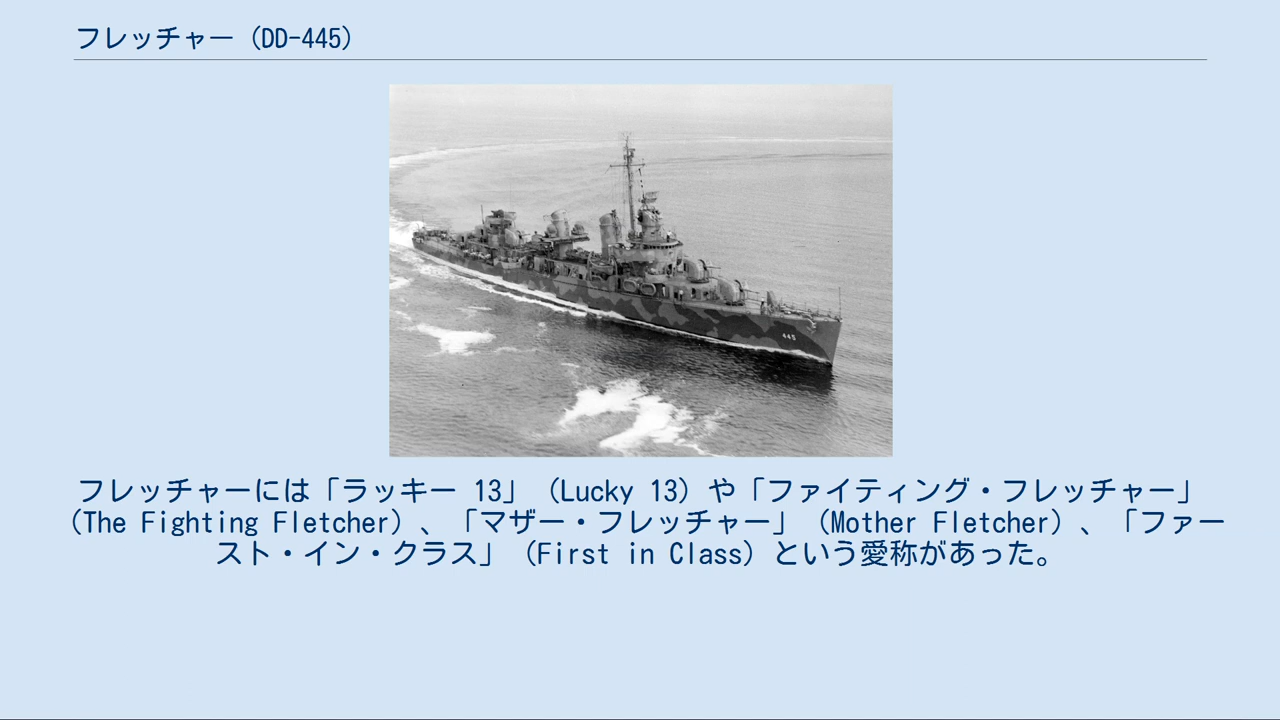 フレッチャー（DD-445）
445
フレッチャーには「ラッキー 13」（Lucky 13）や「ファイティング・フレッチャー」
（The Fighting Fletcher）、「マザー・フレッチャー」（Mother Fletcher）、「ファー
スト・イン・クラス」（First in Class）という愛称があった。